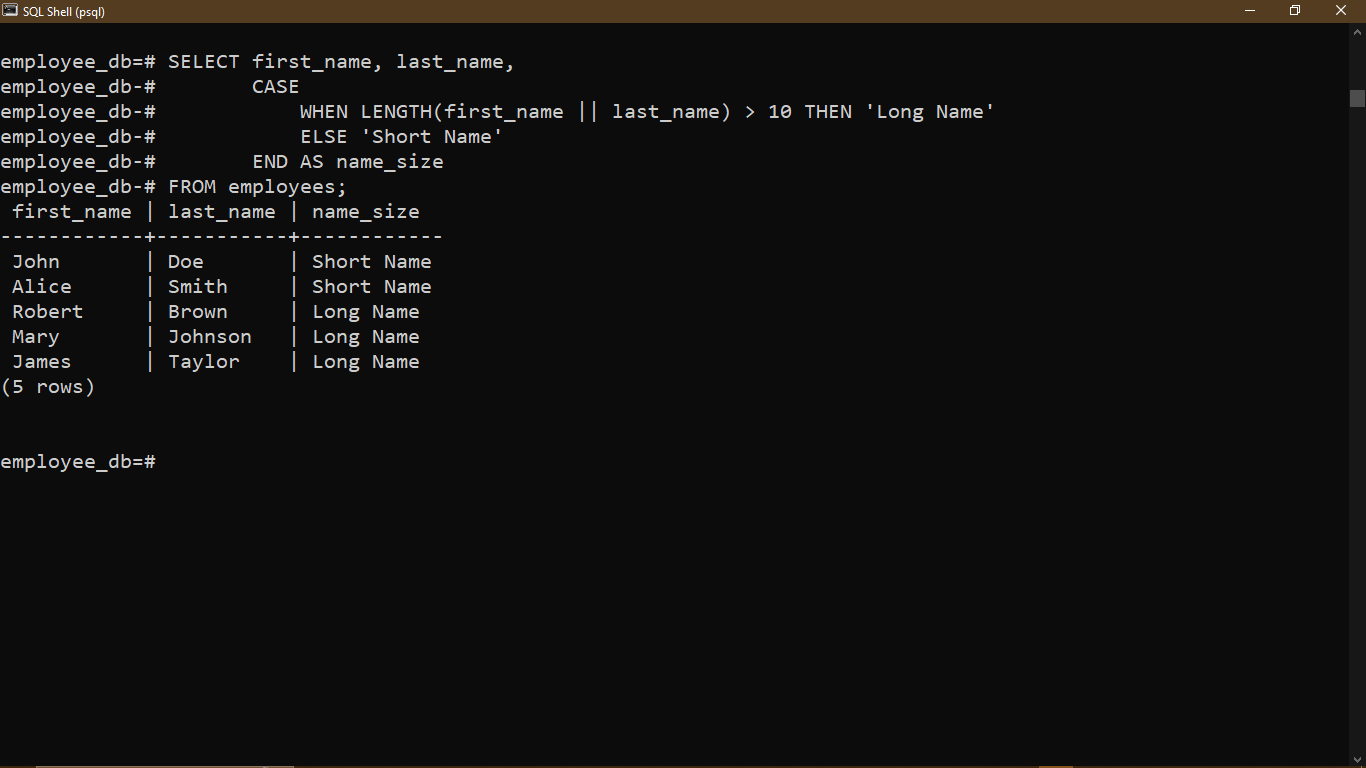 SQL Shell (psql)
employee_db=# SELECT first_name, last_name,
employee_db-#        CASE
employee_db-#            WHEN LENGTH(first_name || last_name) > 10 THEN 'Long Name'
employee_db-#            ELSE 'Short Name'
employee_db-#        END AS name_size
employee_db-# FROM employees;
 first_name | last_name | name_size
------------+-----------+------------
 John       | Doe       | Short Name
 Alice      | Smith     | Short Name
 Robert     | Brown     | Long Name
 Mary       | Johnson   | Long Name
 James      | Taylor    | Long Name
(5 rows)
employee_db=#